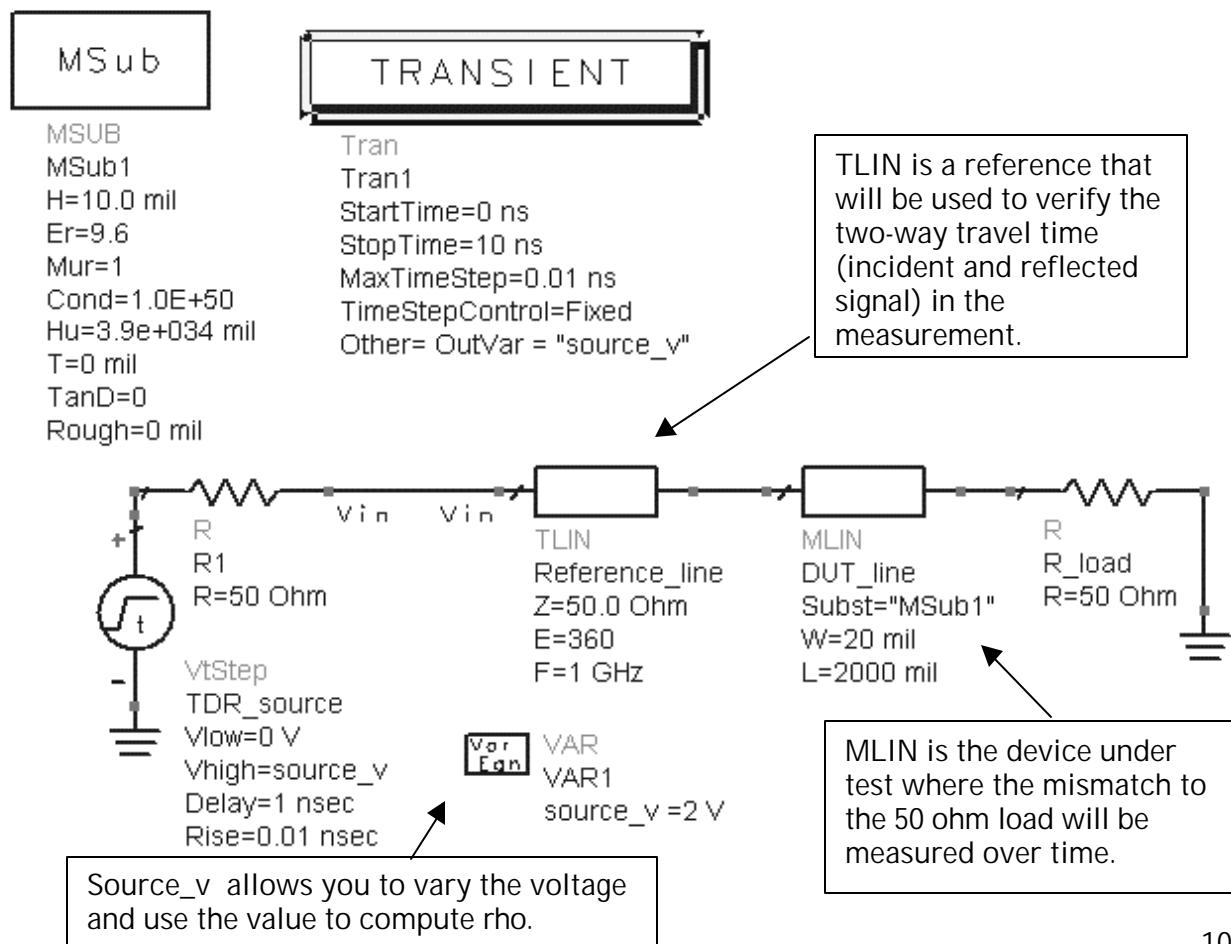 MSub
TRANSIENT
MSUB
MSub1
H=10.0 mil
Er=9.6
Mur=1
Cond=1.0E+50
Hu=3.9e+034 mil
T=0 mil
TanD=0
Rough=0 mil
Tran
Tran1
StartTime=0 ns
StopTime=10 ns
MaxTimeStep=0.01 ns
TimeStepControl=Fixed
Other= OutVar = "source_v"
TLIN is a reference that
will be used to verify the
two-way travel time
(incident and reflected
signal) in the
measurement.
+
t
-
R
R1
R=50 Ohm
Vin Vin
TLIN
Reference_line
Z=50.0 Ohm
E=360
F=1 GHz
MLIN
DUT_line
Subst="MSub1"
W=20 mil
L=2000 mil
R
R_load
R=50 Ohm
VtStep
TDR_source
Vlow=0 V
Vhigh=source_v
Delay=1 nsec
Rise=0.01 nsec
Var
Eqn
VAR
VAR1
source_v =2 V
MLIN is the device under
test where the mismatch to
the 50 ohm load will be
measured over time.
Source_v allows you to vary the voltage
and use the value to compute rho.
10